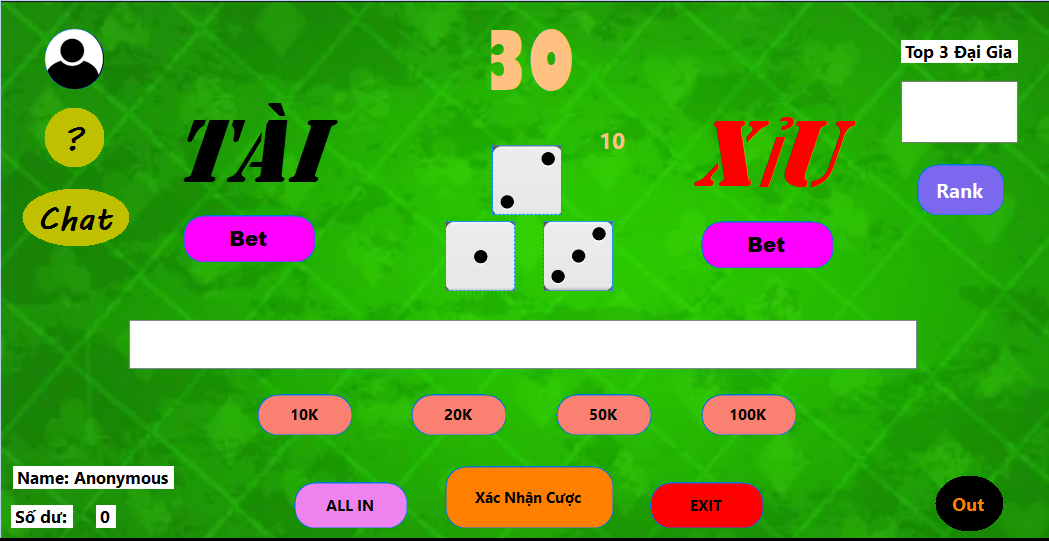 30
Top 3 Đại Gia
TÀI
10
XỈU
?
Chat
Bet
Bet
Rank
10K
20K
50K
100K
Name: Anonymous
Số dư: 0
ALL IN
Xác Nhận Cược
EXIT
Out